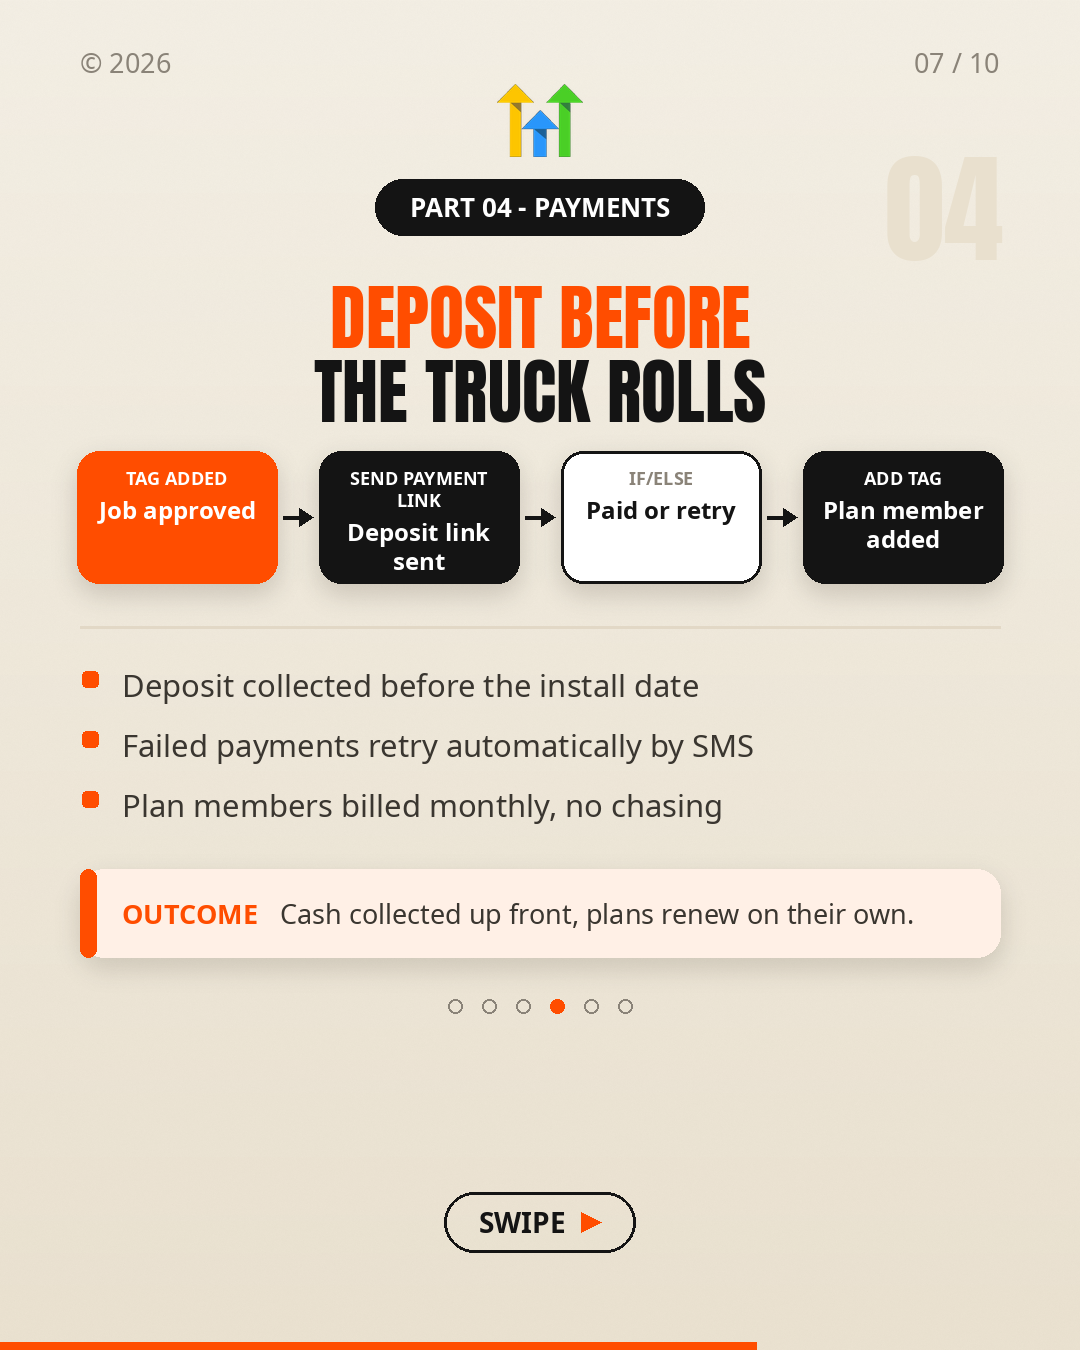 © 2026
07 / 10
PART 04 - PAYMENTS
04
DEPOSIT BEFORE
THE TRUCK ROLLS
TAG ADDED
Job approved
SEND PAYMENT
LINK
Deposit link
sent
IF/ELSE
Paid or retry
ADD TAG
Plan member
added
Deposit collected before the install date
Failed payments retry automatically by SMS
Plan members billed monthly, no chasing
OUTCOME Cash collected up front, plans renew on their own.
SWIPE